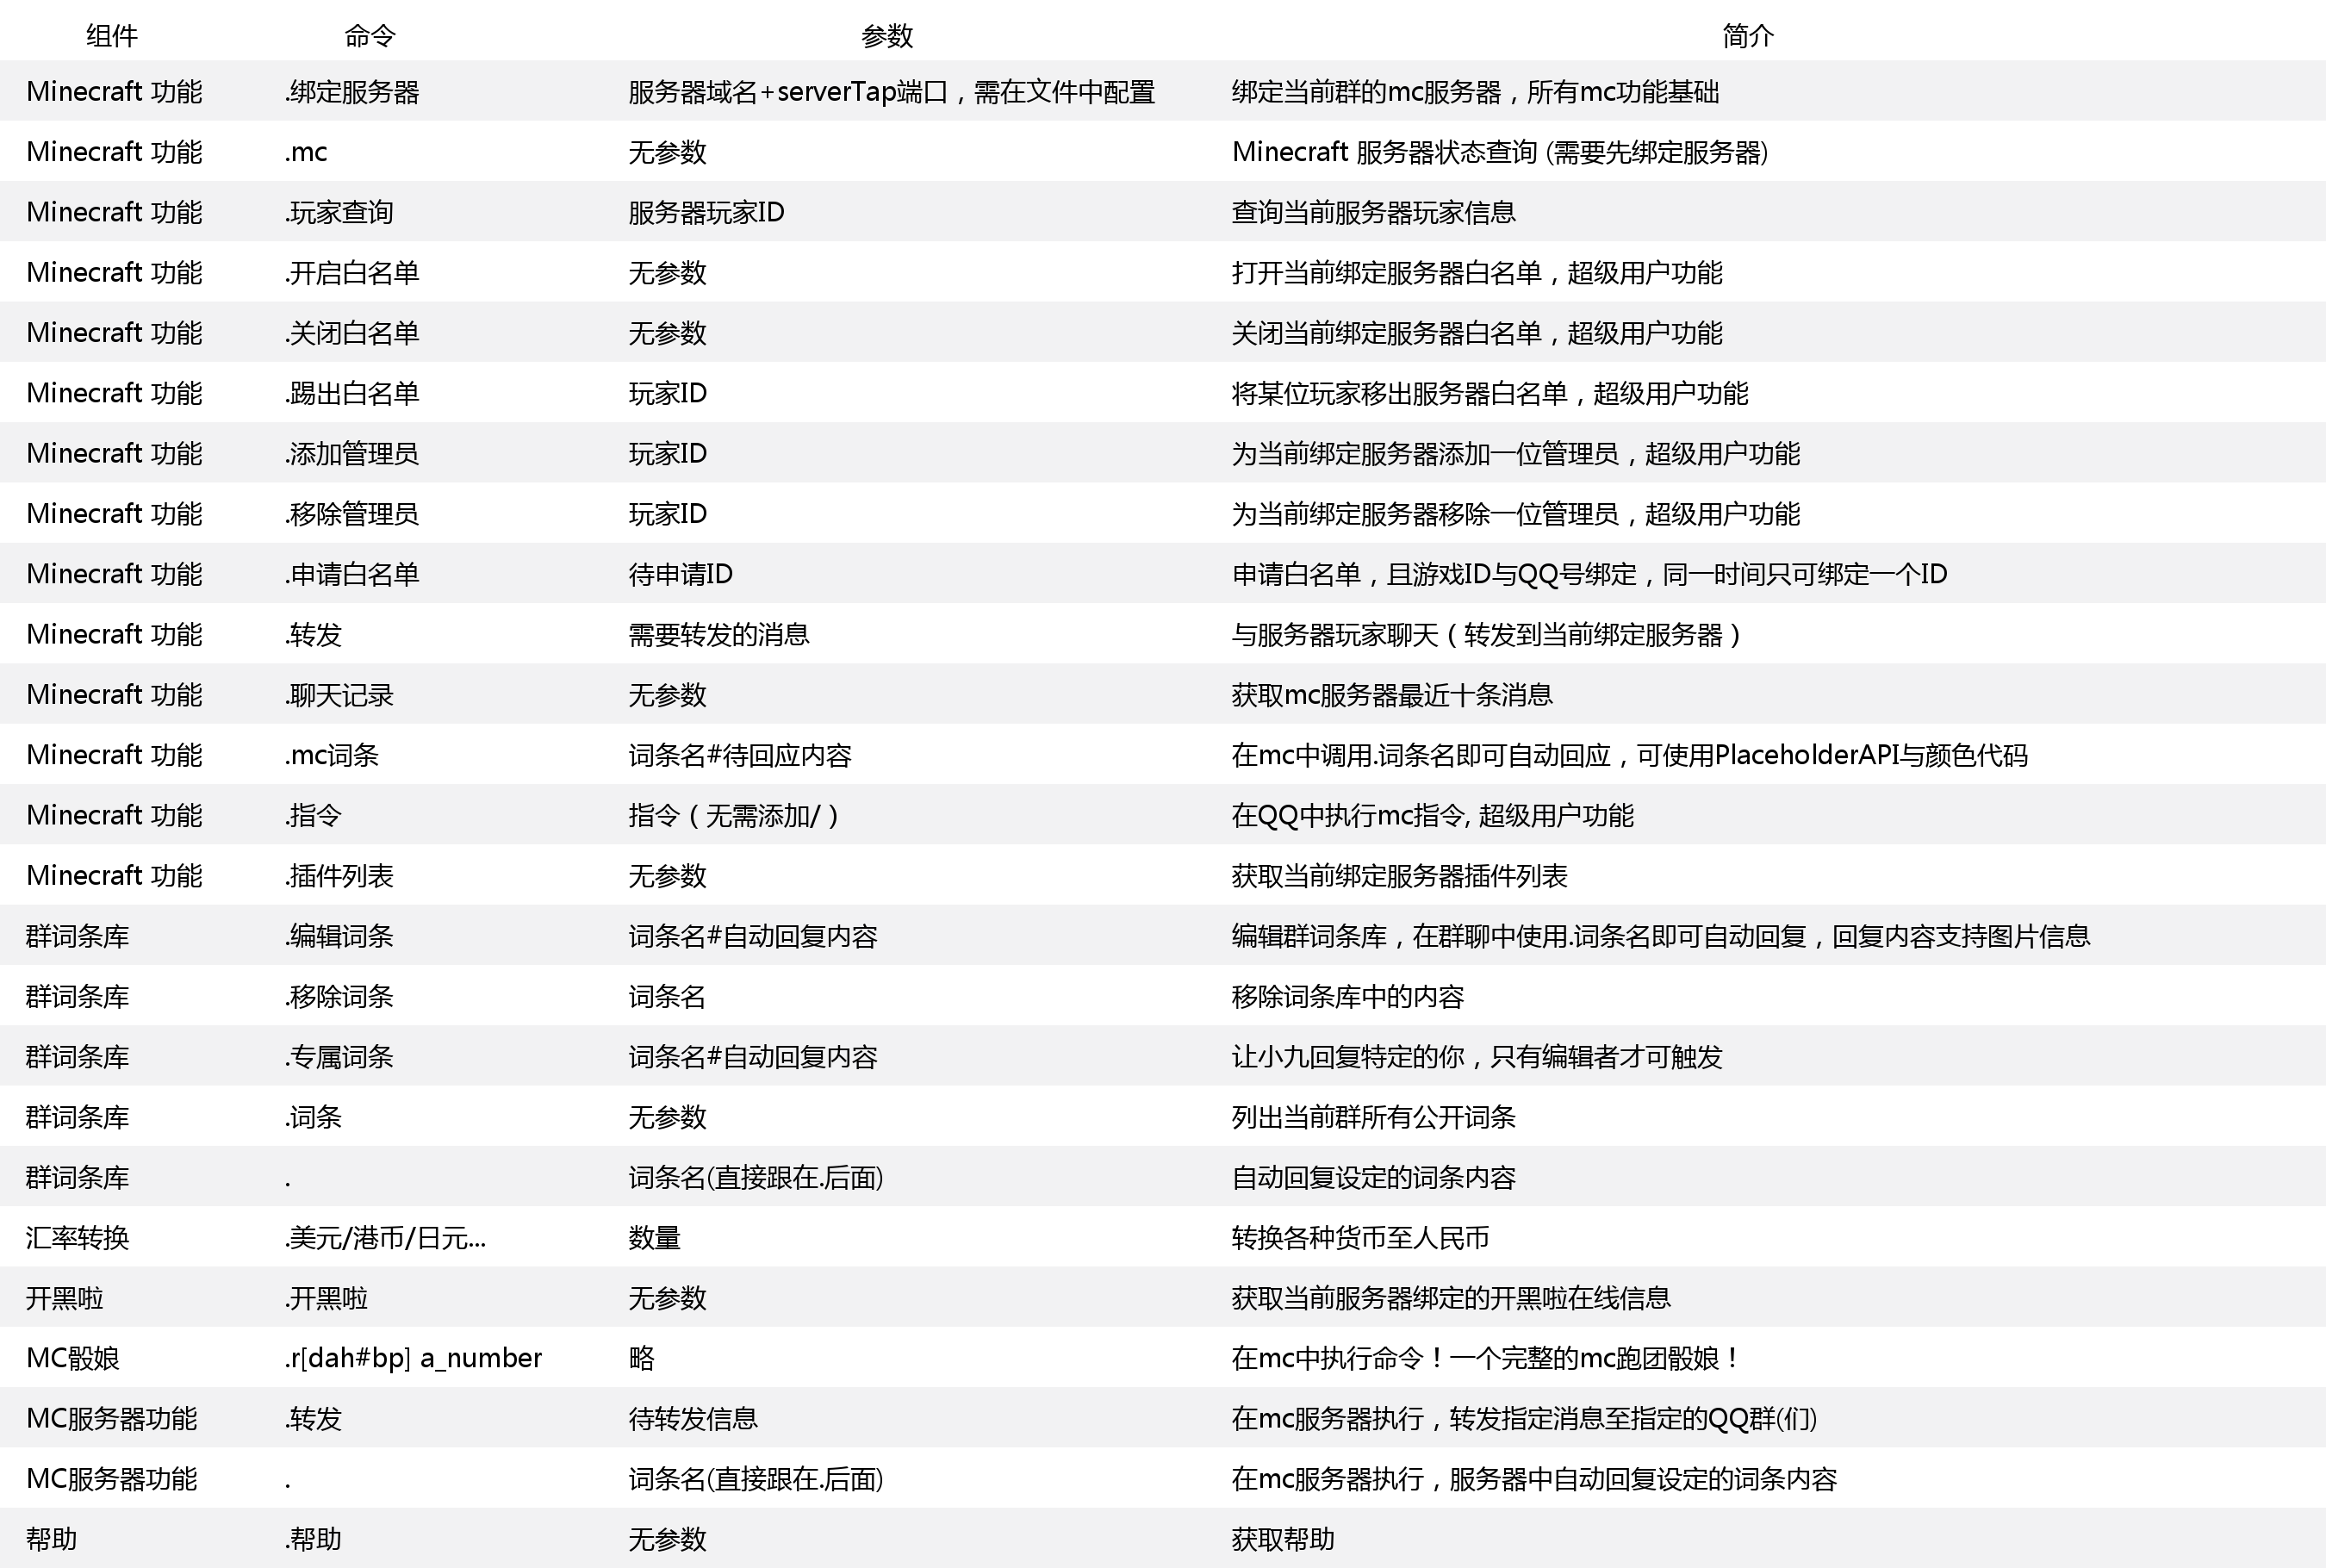 组件 命令 参数 简介
Minecraft 功能 .绑定服务器 服务器域名+serverTap端口，需在文件中配置 绑定当前群的mc服务器，所有mc功能基础
Minecraft 功能 .mc 无参数 Minecraft 服务器状态查询 (需要先绑定服务器)
Minecraft 功能 .玩家查询 服务器玩家ID 查询当前服务器玩家信息
Minecraft 功能 .开启白名单 无参数 打开当前绑定服务器白名单，超级用户功能
Minecraft 功能 .关闭白名单 无参数 关闭当前绑定服务器白名单，超级用户功能
Minecraft 功能 .踢出白名单 玩家ID 将某位玩家移出服务器白名单，超级用户功能
Minecraft 功能 .添加管理员 玩家ID 为当前绑定服务器添加一位管理员，超级用户功能
Minecraft 功能 .移除管理员 玩家ID 为当前绑定服务器移除一位管理员，超级用户功能
Minecraft 功能 .申请白名单 待申请ID 申请白名单，且游戏ID与QQ号绑定，同一时间只可绑定一个ID
Minecraft 功能 .转发 需要转发的消息 与服务器玩家聊天（转发到当前绑定服务器）
Minecraft 功能 .聊天记录 无参数 获取mc服务器最近十条消息
Minecraft 功能 .mc词条 词条名#待回应内容 在mc中调用.词条名即可自动回应，可使用PlaceholderAPI与颜色代码
Minecraft 功能 .指令 指令（无需添加/） 在QQ中执行mc指令, 超级用户功能
Minecraft 功能 .插件列表 无参数 获取当前绑定服务器插件列表
群词条库 .编辑词条 词条名#自动回复内容 编辑群词条库，在群聊中使用.词条名即可自动回复，回复内容支持图片信息
群词条库 .移除词条 词条名 移除词条库中的内容
群词条库 .专属词条 词条名#自动回复内容 让小九回复特定的你，只有编辑者才可触发
群词条库 .词条 无参数 列出当前群所有公开词条
群词条库 . 词条名(直接跟在.后面) 自动回复设定的词条内容
汇率转换 .美元/港币/日元... 数量 转换各种货币至人民币
开黑啦 .开黑啦 无参数 获取当前服务器绑定的开黑啦在线信息
MC骰娘 .r[dah#bp] a_number 略 在mc中执行命令！一个完整的mc跑团骰娘！
MC服务器功能 .转发 待转发信息 在mc服务器执行，转发指定消息至指定的QQ群(们)
MC服务器功能 . 词条名(直接跟在.后面) 在mc服务器执行，服务器中自动回复设定的词条内容
帮助 .帮助 无参数 获取帮助